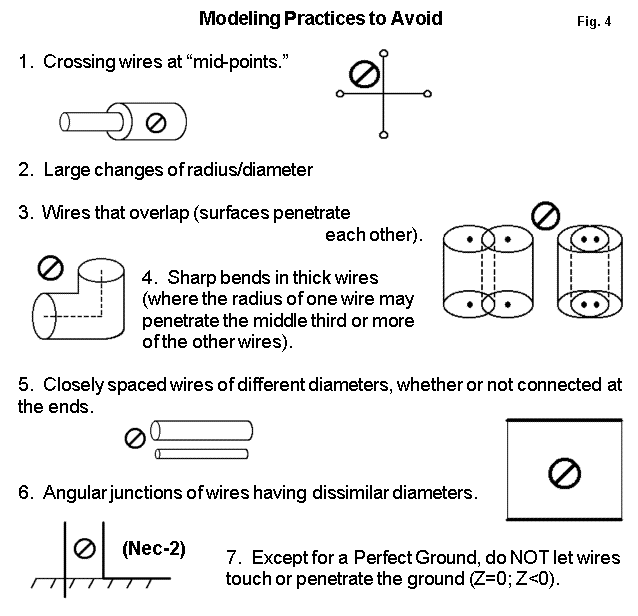 Modeling Practices to Avoid
Fig. 4
1. Crossing wires at “mid-points.”
2. Large changes of radius/diameter
3. Wires that overlap (surfaces penetrate
each other).
4. Sharp bends in thick wires
(where the radius of one wire may
penetrate the middle third or more
of the other wires).
5. Closely spaced wires of different diameters, whether or not connected at
the ends.
6. Angular junctions of wires having dissimilar diameters.
(Nec-2)
7. Except for a Perfect Ground, do NOT let wires
touch or penetrate the ground (Z=0; Z<0).